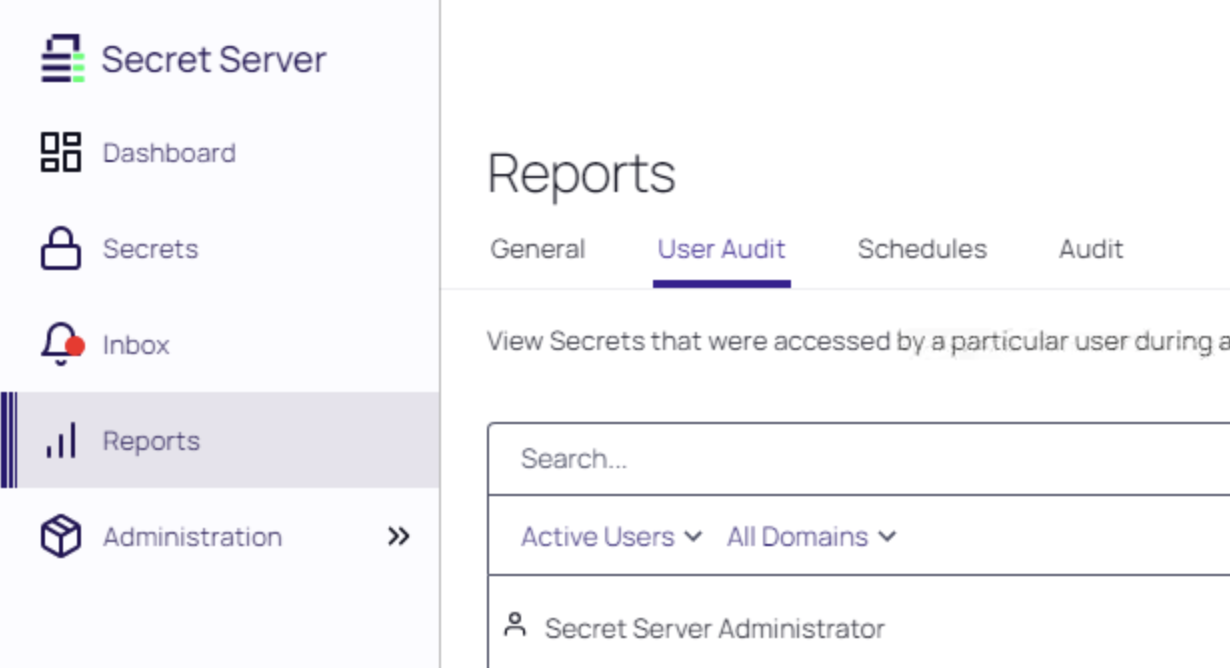 Secret Server
Dashboard
Secrets
Inbox
Reports
Administration
Reports
General User Audit Schedules Audit
View Secrets that were accessed by a particular user during a
Search...
Active Users All Domains
Secret Server Administrator